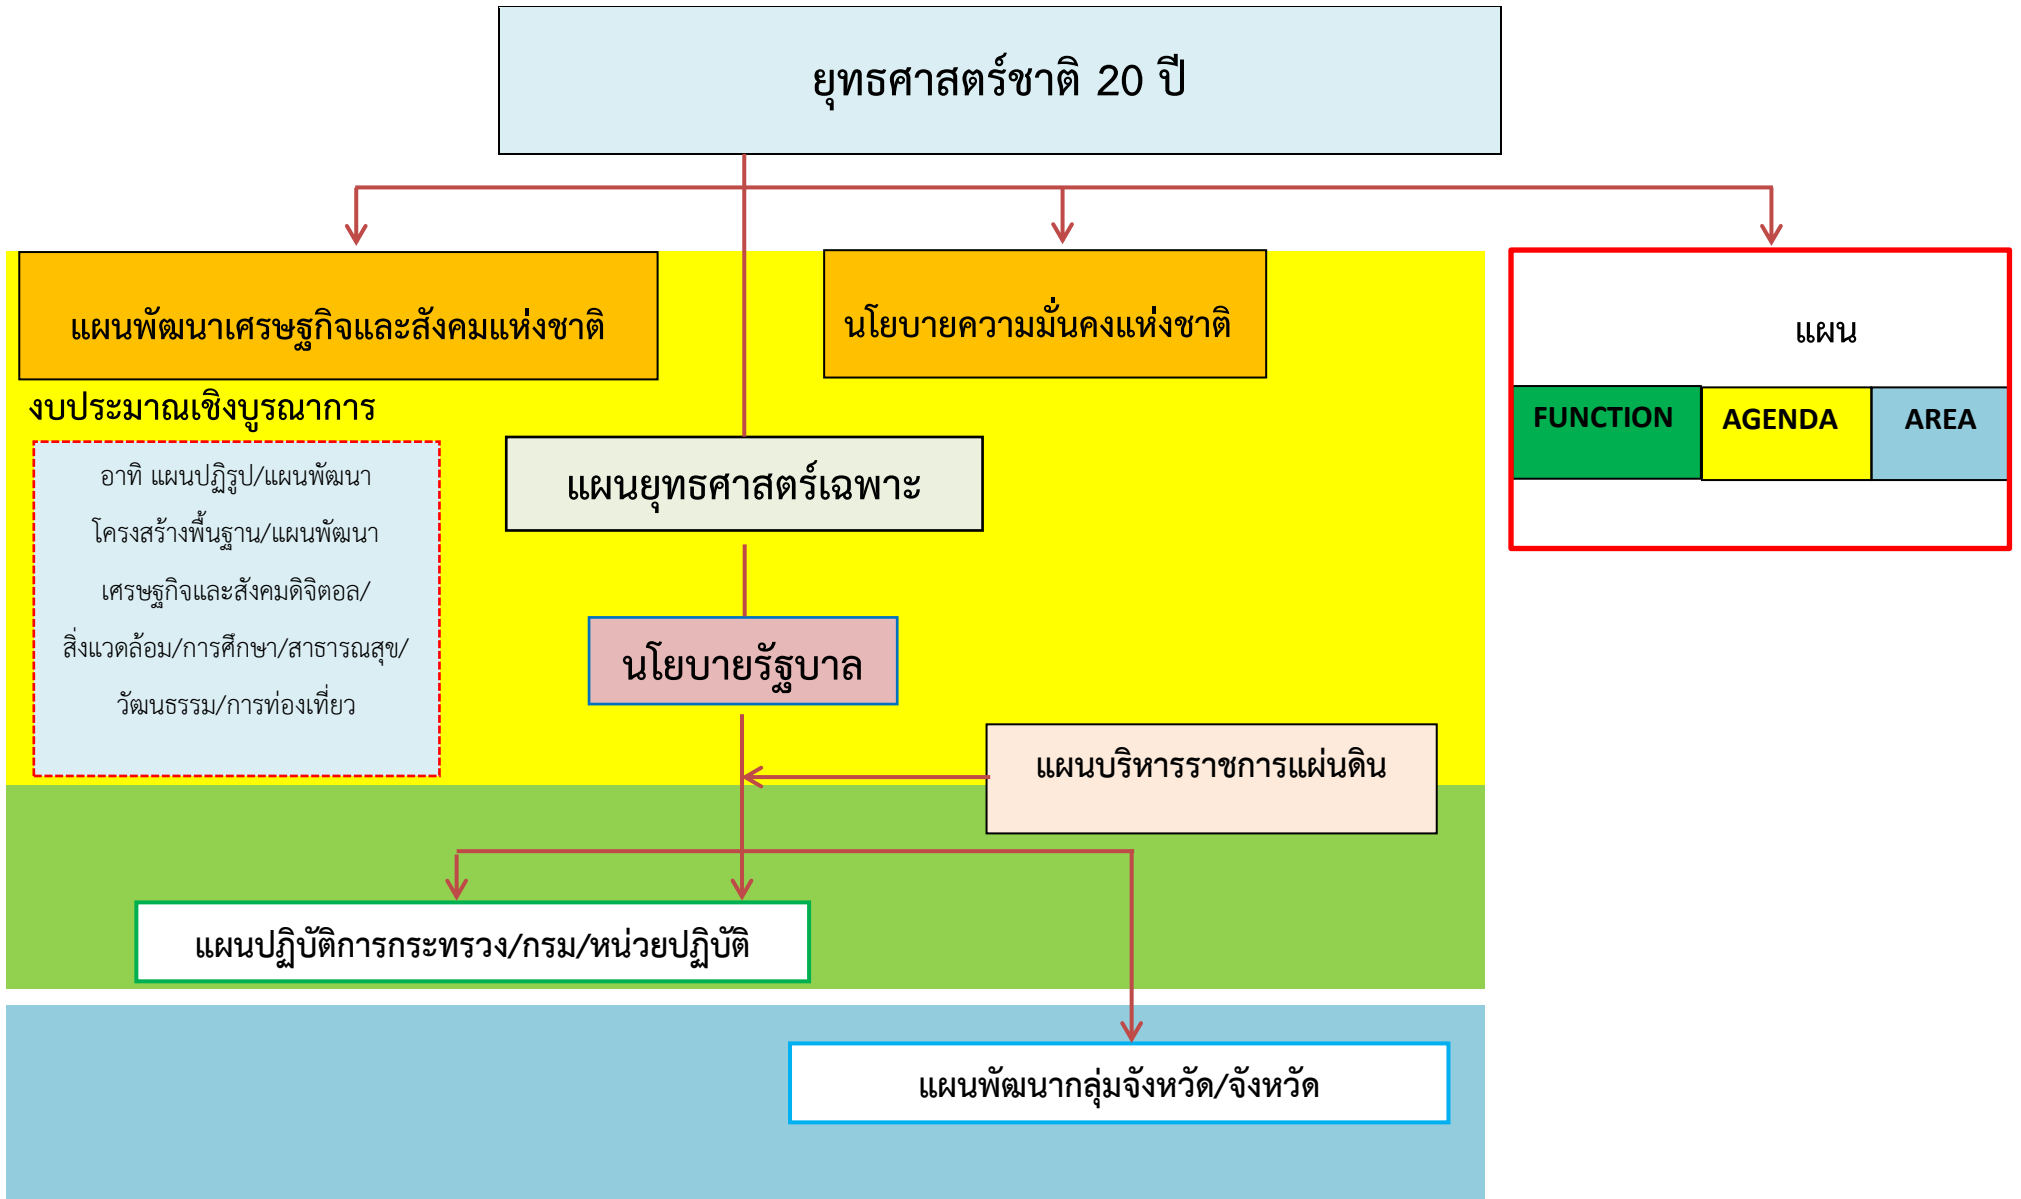 ยุทธศาสตร์ชาติ 20 ปี
แผนพัฒนาเศรษฐกิจและสังคมแห่งชาติ
นโยบายความมั่นคงแห่งชาติ
แผน
FUNCTION
AGENDA
AREA
งบประมาณเชิงบูรณาการ
อาทิ แผนปฏิรูป/แผนพัฒนา
โครงสร้างพื้นฐาน/แผนพัฒนา
เศรษฐกิจและสังคมดิจิตอล/
สิ่งแวดล้อม/การศึกษา/สาธารณสุข/
วัฒนธรรม/การท่องเที่ยว
แผนยุทธศาสตร์เฉพาะ
นโยบายรัฐบาล
แผนบริหารราชการแผ่นดิน
แผนปฏิบัติการกระทรวง/กรม/หน่วยปฏิบัติ
แผนพัฒนากลุ่มจังหวัด/จังหวัด